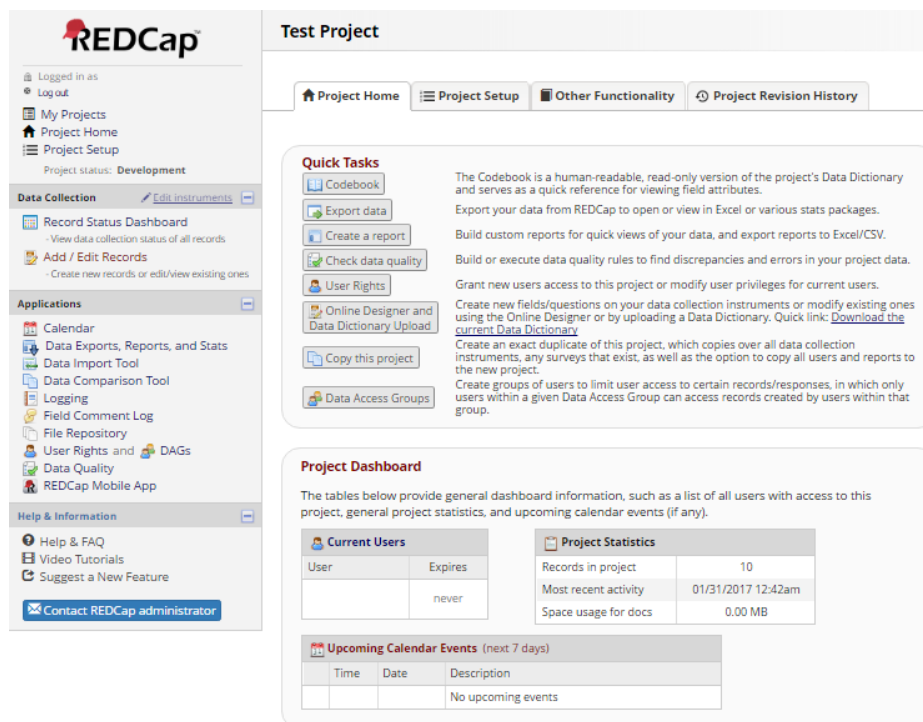 REDCap™
Logged in as
Log out
My Projects
Project Home
Project Setup
Project status: Development
Data Collection Edit instruments
Record Status Dashboard
- View data collection status of all records
Add / Edit Records
- Create new records or edit/view existing ones
Applications
Calendar
Data Exports, Reports, and Stats
Data Import Tool
Data Comparison Tool
Logging
Field Comment Log
File Repository
User Rights and DAGs
Data Quality
REDCap Mobile App
Help & Information
Help & FAQ
Video Tutorials
Suggest a New Feature
Contact REDCap administrator
Test Project
Project Home Project Setup Other Functionality Project Revision History
Quick Tasks
Codebook
The Codebook is a human-readable, read-only version of the project's Data Dictionary
and serves as a quick reference for viewing field attributes.
Export data
Export your data from REDCap to open or view in Excel or various stats packages.
Create a report
Build custom reports for quick views of your data, and export reports to Excel/CSV.
Check data quality
Build or execute data quality rules to find discrepancies and errors in your project data.
User Rights
Grant new users access to this project or modify user privileges for current users.
Online Designer and
Data Dictionary Upload
Create new fields/questions on your data collection instruments or modify existing ones
using the Online Designer or by uploading a Data Dictionary. Quick link: Download the
current Data Dictionary
Copy this project
Create an exact duplicate of this project, which copies over all data collection
instruments, any surveys that exist, as well as the option to copy all users and reports to
the new project.
Data Access Groups
Create groups of users to limit user access to certain records/responses, in which only
users within a given Data Access Group can access records created by users within that
group.
Project Dashboard
The tables below provide general dashboard information, such as a list of all users with access to this
project, general project statistics, and upcoming calendar events (if any).
Current Users
User Expires
never
Project Statistics
Records in project 10
Most recent activity 01/31/2017 12:42am
Space usage for docs 0.00 MB
Upcoming Calendar Events (next 7 days)
Time Date Description
No upcoming events